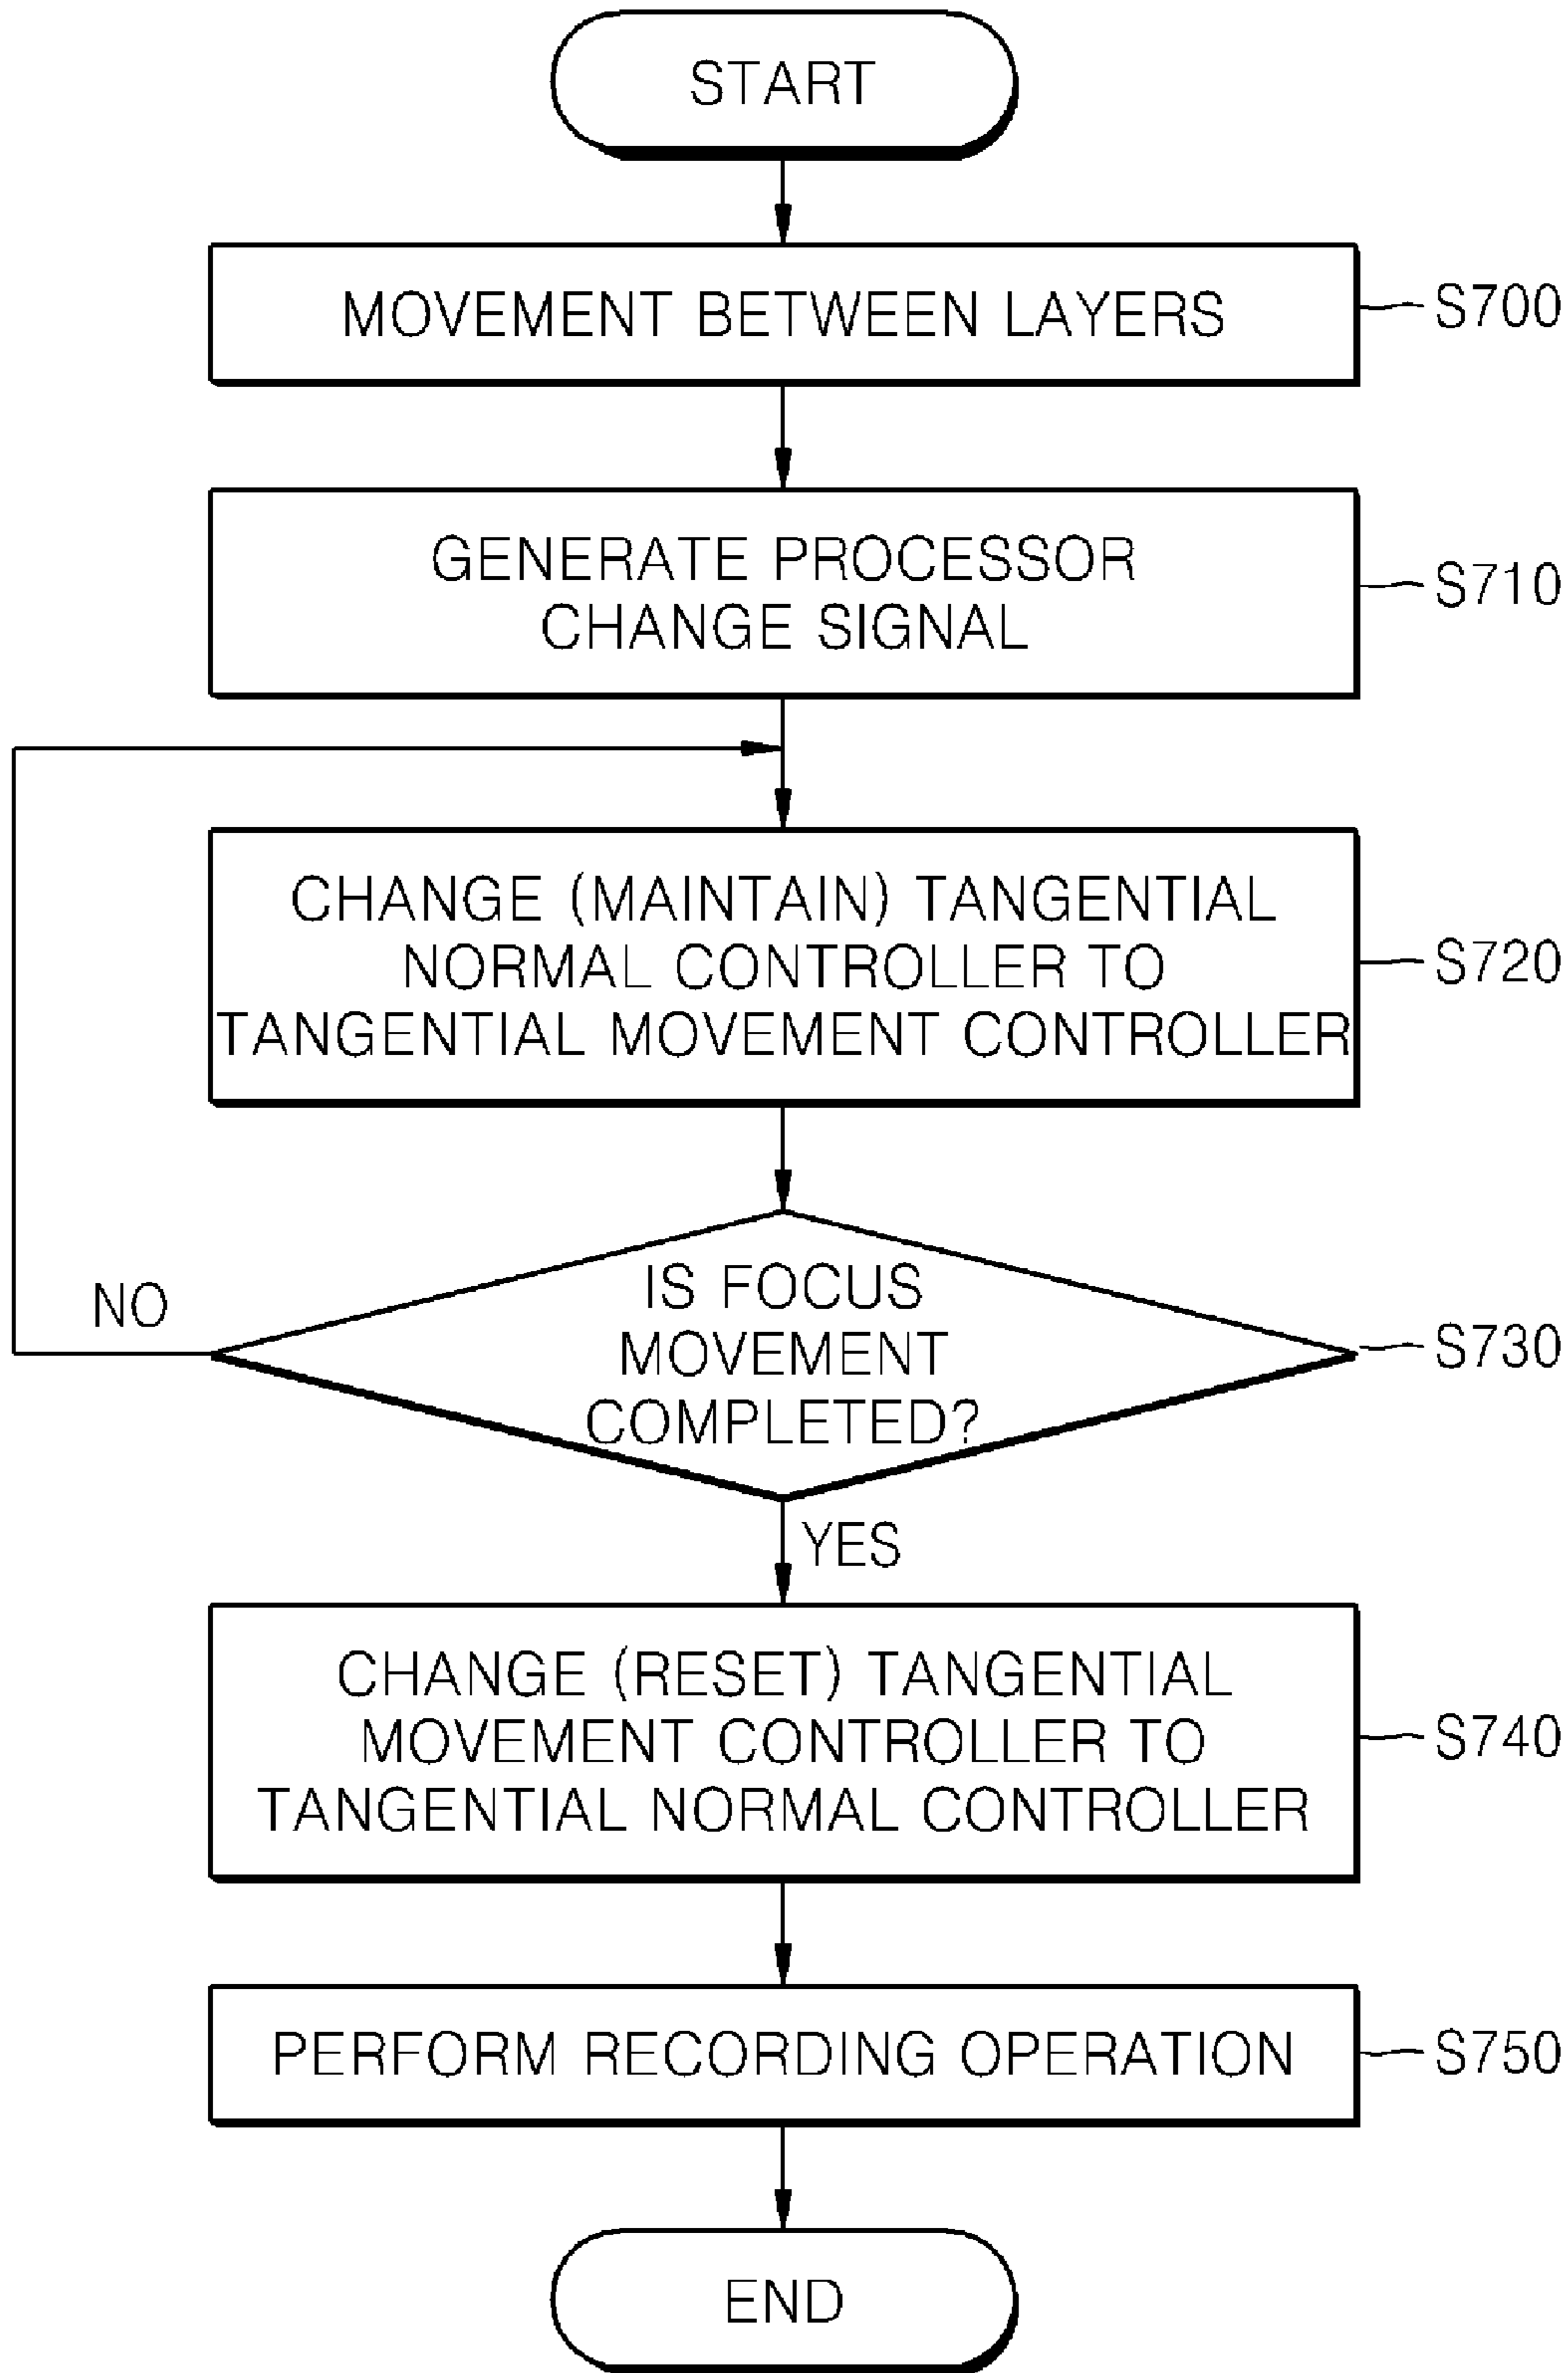 START
MOVEMENT BETWEEN LAYERS
S700
GENERATE PROCESSOR
CHANGE SIGNAL
S710
CHANGE (MAINTAIN) TANGENTIAL
NORMAL CONTROLLER TO
TANGENTIAL MOVEMENT CONTROLLER
S720
IS FOCUS
MOVEMENT
COMPLETED?
S730
NO
YES
CHANGE (RESET) TANGENTIAL
MOVEMENT CONTROLLER TO
TANGENTIAL NORMAL CONTROLLER
S740
PERFORM RECORDING OPERATION
S750
END